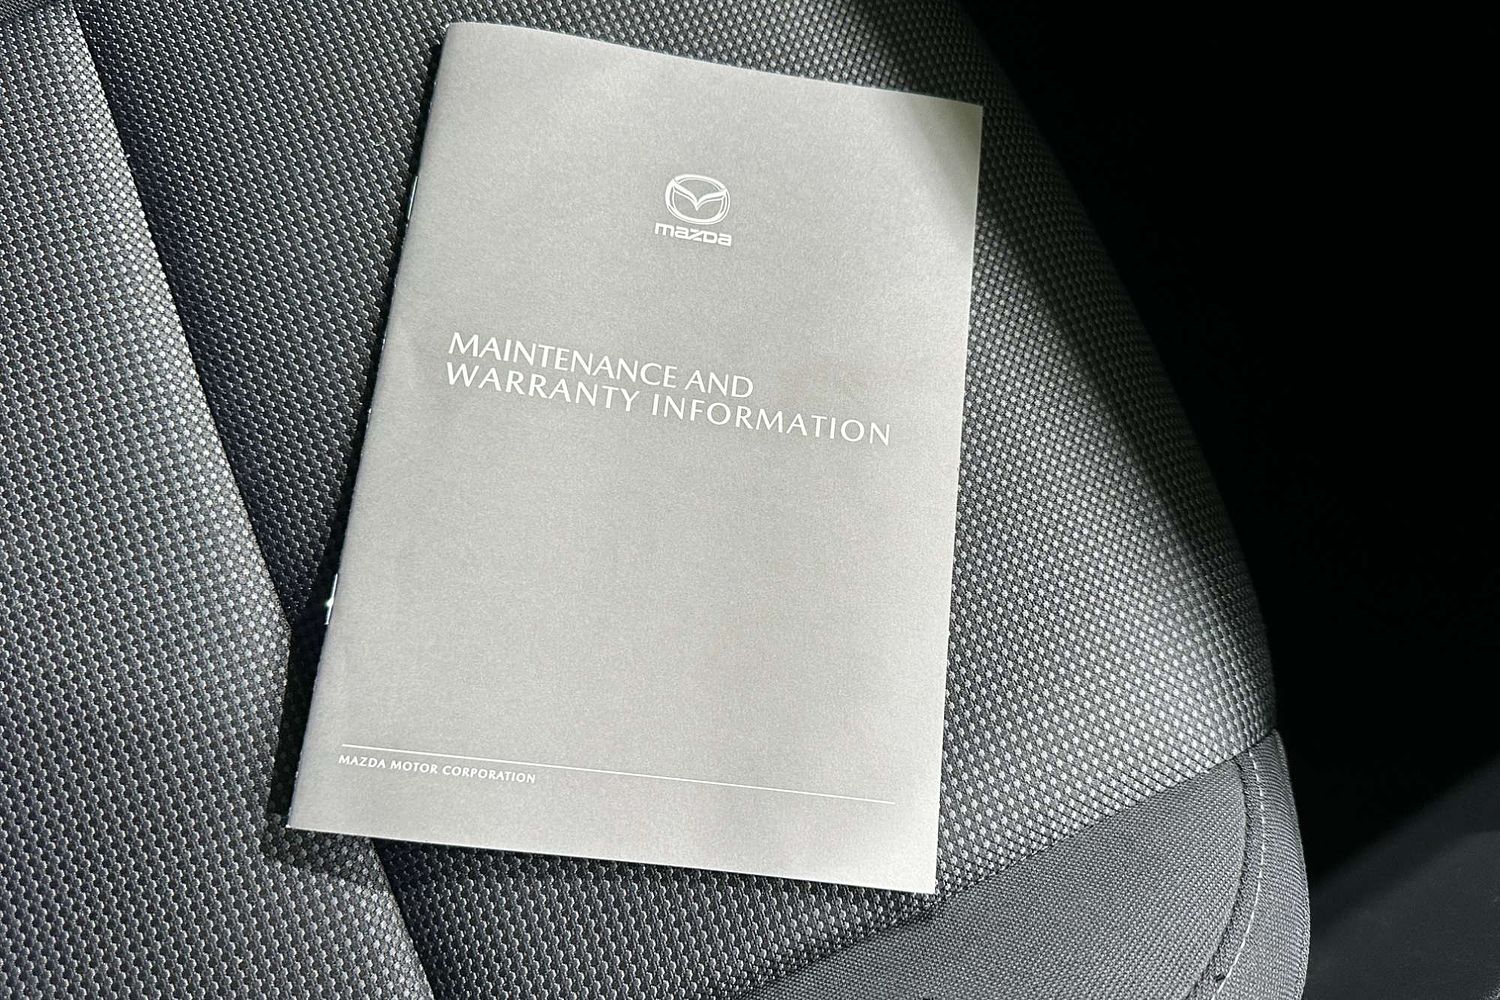 mazda
MAINTENANCE AND
WARRANTY INFORMATION
MAZDA MOTOR CORPORATION